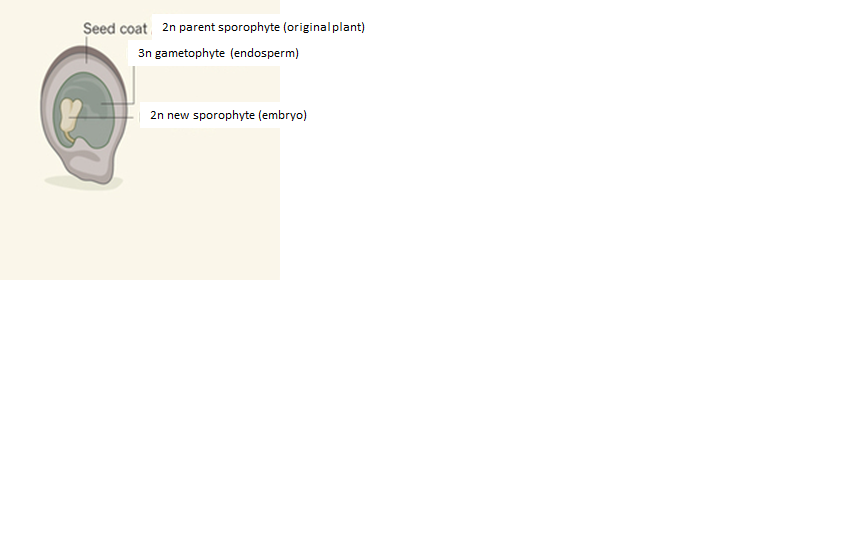 Seed coat 2n parent sporophyte (original plant)
3n gametophyte (endosperm)
2n new sporophyte (embryo)